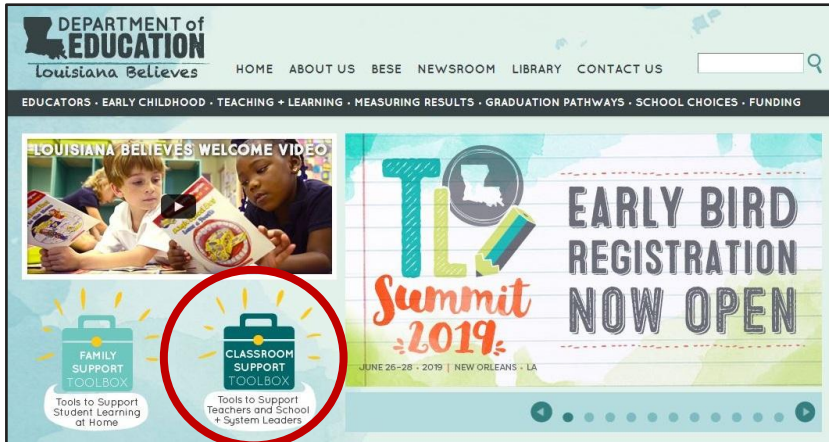 DEPARTMENT of
EDUCATION
Louisiana Believes
HOME ABOUT US BESE NEWSROOM LIBRARY CONTACT US
EDUCATORS • EARLY CHILDHOOD • TEACHING + LEARNING • MEASURING RESULTS • GRADUATION PATHWAYS • SCHOOL CHOICES • FUNDING
LOUISIANA BELIEVES WELCOME VIDEO
TL
Summit
2019
JUNE 26-28 • 2019 | NEW ORLEANS • LA
EARLY BIRD
REGISTRATION
NOW OPEN
FAMILY
SUPPORT
TOOLBOX
Tools to Support
Student Learning
at Home
CLASSROOM
SUPPORT
TOOLBOX
Tools to Support
Teachers and School
+ System Leaders